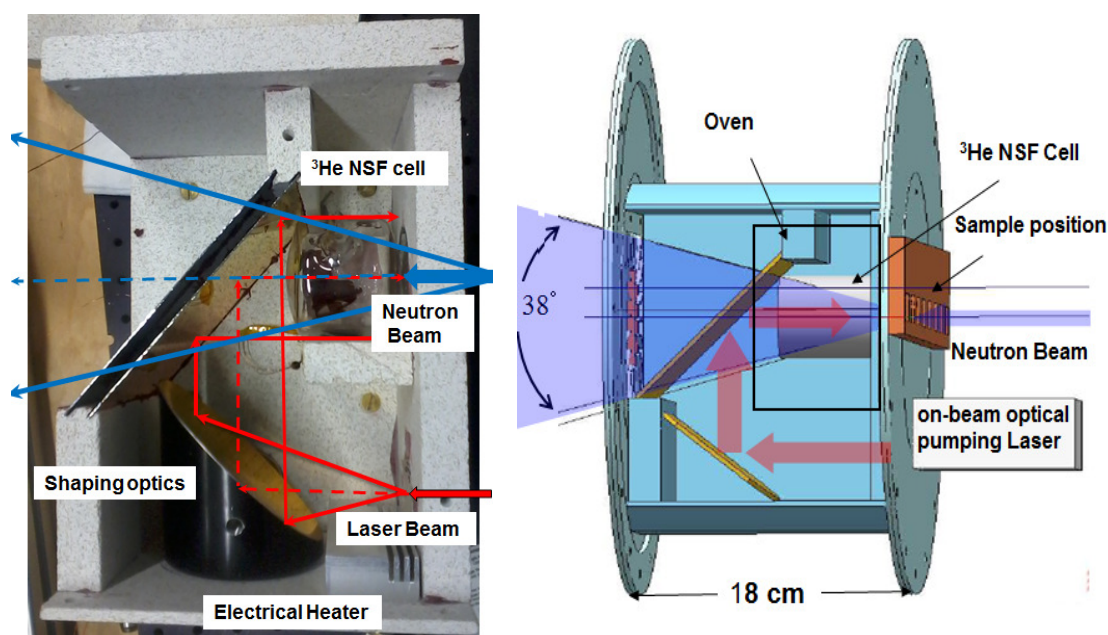 ³He NSF cell
Neutron
Beam
Shaping optics
Laser Beam
Electrical Heater
Oven
³He NSF Cell
Sample position
38°
Neutron Beam
on-beam optical
pumping Laser
18 cm